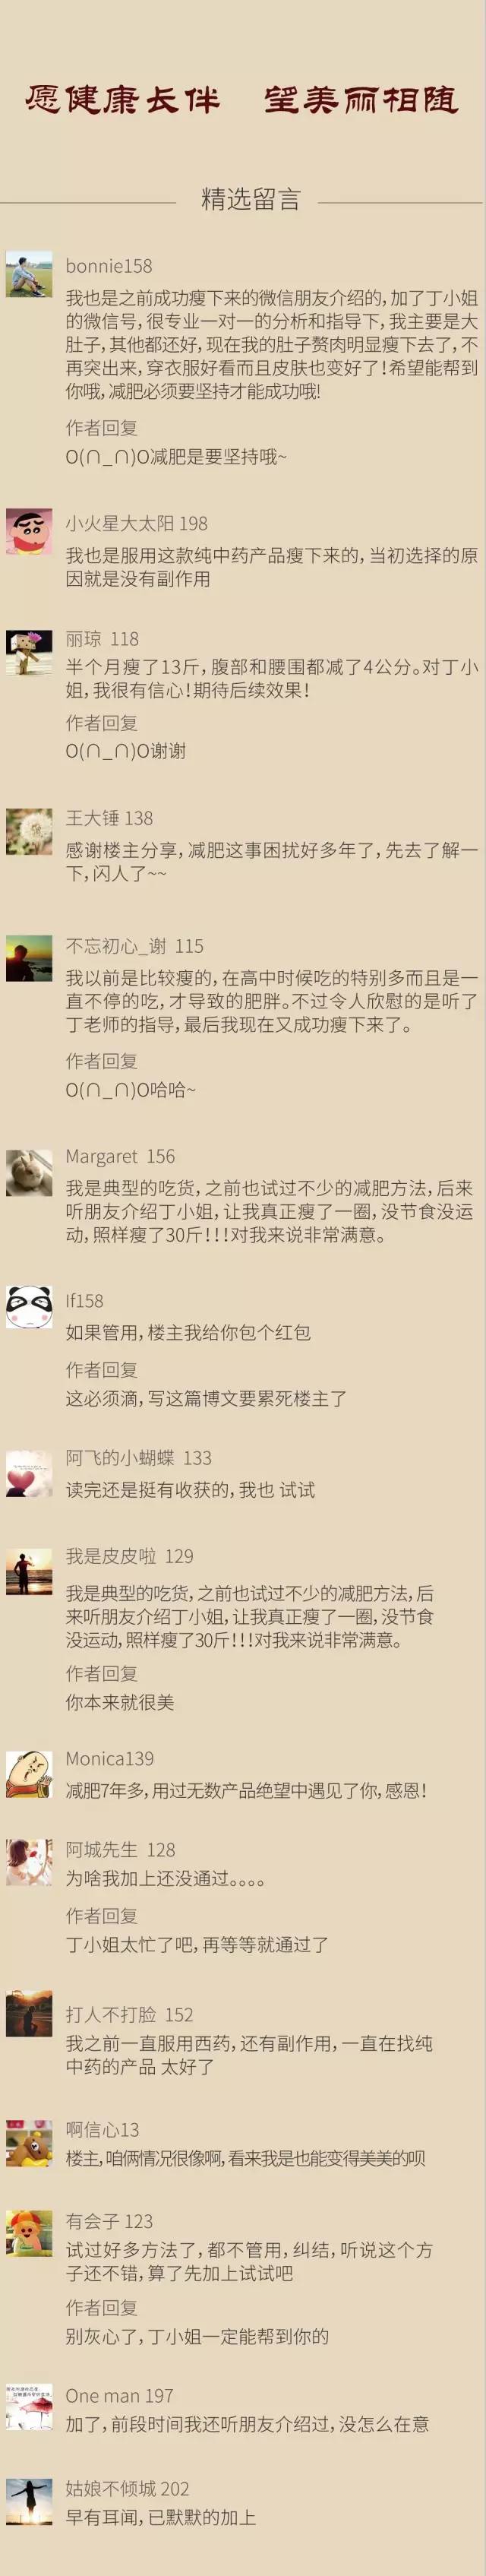 愿健康长伴 望美丽相随
精选留言
bonnie158
我也是之前成功瘦下来的微信朋友介绍的,加了丁小姐
的微信号,很专业一对一的分析和指导下,我主要是大
肚子,其他都还好,现在我的肚子赘肉明显瘦下去了,不
再突出来,穿衣服好看而且皮肤也变好了!希望能帮到
你哦,减肥必须要坚持才能成功哦!
作者回复
O(∩_∩)O减肥是要坚持哦~
小火星大太阳 198
我也是服用这款纯中药产品瘦下来的,当初选择的原
因就是没有副作用
丽琼 118
半个月瘦了13斤,腹部和腰围都减了4公分。对丁小
姐,我很有信心!期待后续效果!
作者回复
O(∩_∩)O谢谢
王大锤 138
感谢楼主分享,减肥这事困扰好多年了,先去了解一
下,闪人了~~
不忘初心_谢 115
我以前是比较瘦的,在高中时候吃的特别多而且是一
直不停的吃,才导致的肥胖。不过令人欣慰的是听了
丁老师的指导,最后我现在又成功瘦下来了。
作者回复
O(∩_∩)O哈哈~
Margaret 156
我是典型的吃货,之前也试过不少的减肥方法,后来
听朋友介绍丁小姐,让我真正瘦了一圈,没节食没运
动,照样瘦了30斤!!!对我来说非常满意。
If158
如果管用,楼主我给你包个红包
作者回复
这必须滴,写这篇博文要累死楼主了
阿飞的小蝴蝶 133
读完还是挺有收获的,我也 试试
我是皮皮啦 129
我是典型的吃货,之前也试过不少的减肥方法,后
来听朋友介绍丁小姐,让我真正瘦了一圈,没节食
没运动,照样瘦了30斤!!!对我来说非常满意。
作者回复
你本来就很美
Monica139
减肥7年多,用过无数产品绝望中遇见了你,感恩!
阿城先生 128
为啥我加上还没通过。。。。
作者回复
丁小姐太忙了吧,再等等就通过了
打人不打脸 152
我之前一直服用西药,还有副作用,一直在找纯
中药的产品 太好了
啊信心13
楼主,咱俩情况很像啊,看来我是也能变得美美的呗
有会子 123
试过好多方法了,都不管用,纠结,听说这个方
子还不错,算了先加上试试吧
作者回复
别灰心了,丁小姐一定能帮到你的
One man 197
加了,前段时间我还听朋友介绍过,没怎么在意
姑娘不倾城 202
早有耳闻,已默默的加上